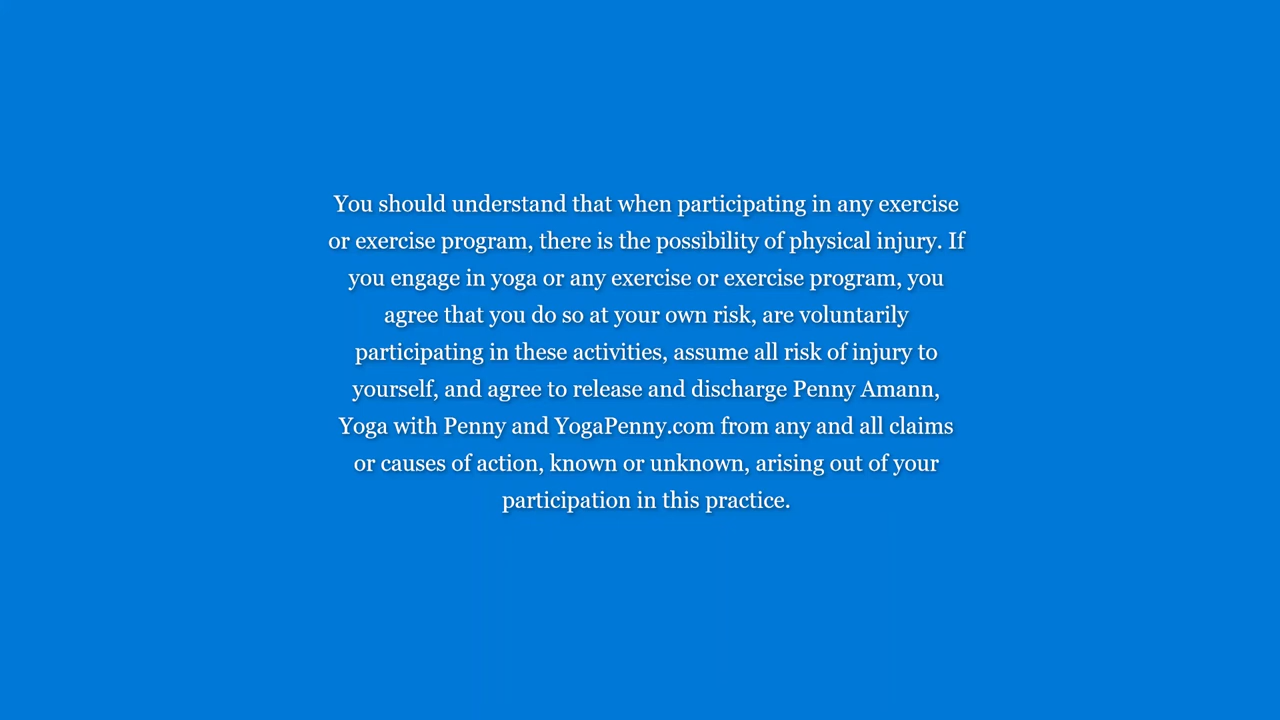 You should understand that when participating in any exercise
or exercise program, there is the possibility of physical injury. If
you engage in yoga or any exercise or exercise program, you
agree that you do so at your own risk, are voluntarily
participating in these activities, assume all risk of injury to
yourself, and agree to release and discharge Penny Amann,
Yoga with Penny and YogaPenny.com from any and all claims
or causes of action, known or unknown, arising out of your
participation in this practice.